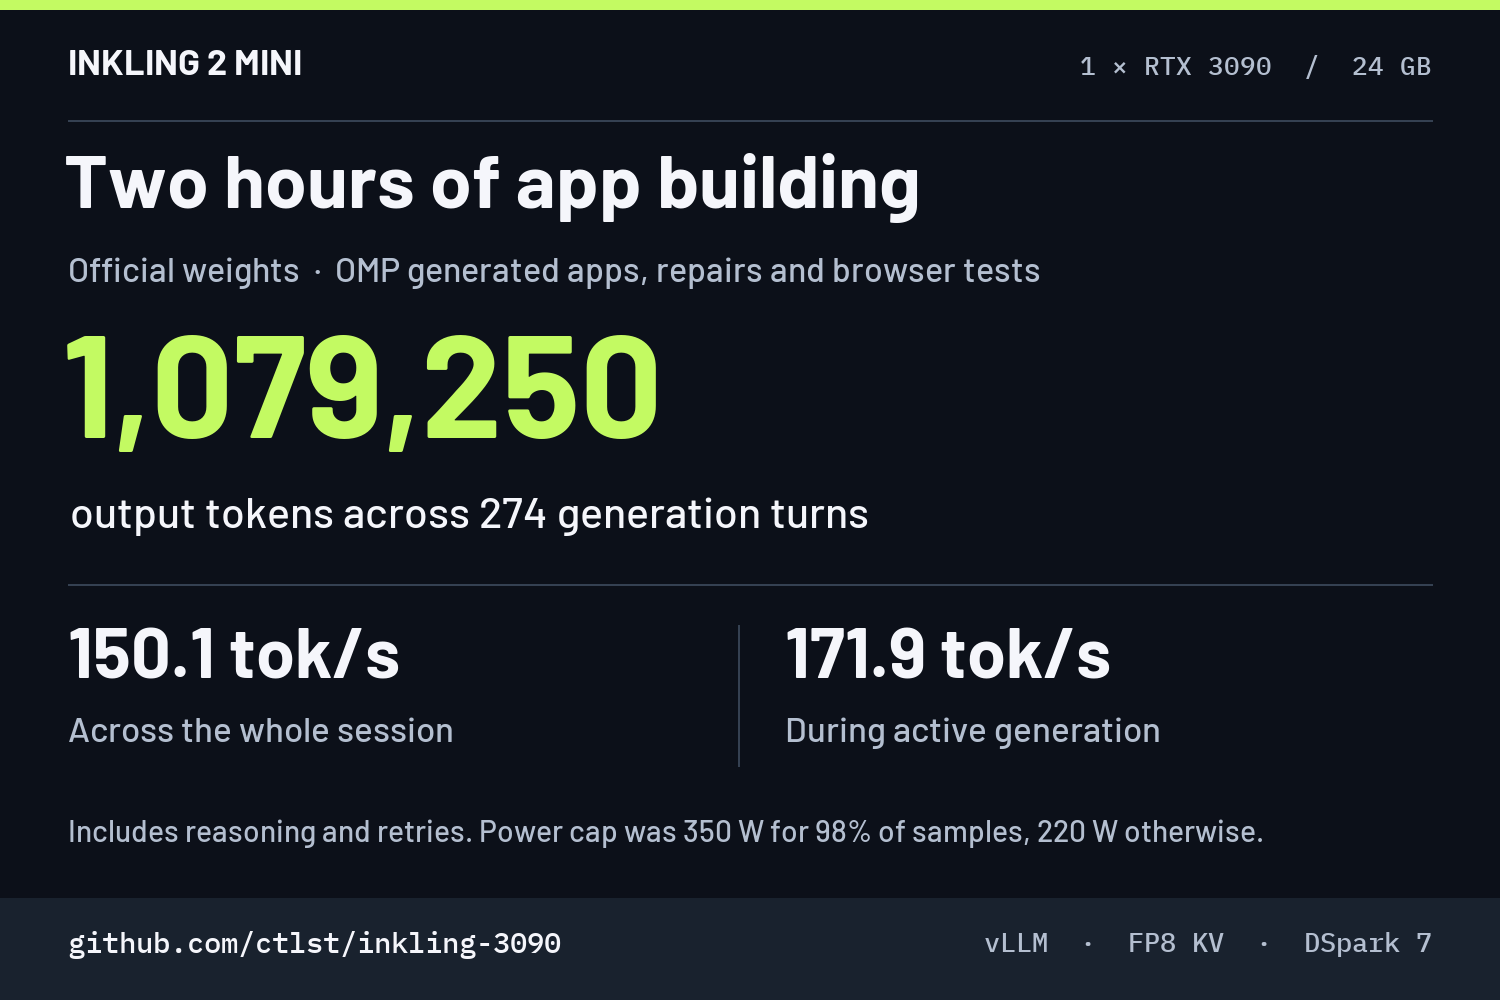 INKLING 2 MINI
1 × RTX 3090 / 24 GB
Two hours of app building
Official weights · OMP generated apps, repairs and browser tests
1,079,250
output tokens across 274 generation turns
150.1 tok/s
Across the whole session
171.9 tok/s
During active generation
Includes reasoning and retries. Power cap was 350 W for 98% of samples, 220 W otherwise.
github.com/ctlst/inkling-3090
vLLM · FP8 KV · DSpark 7